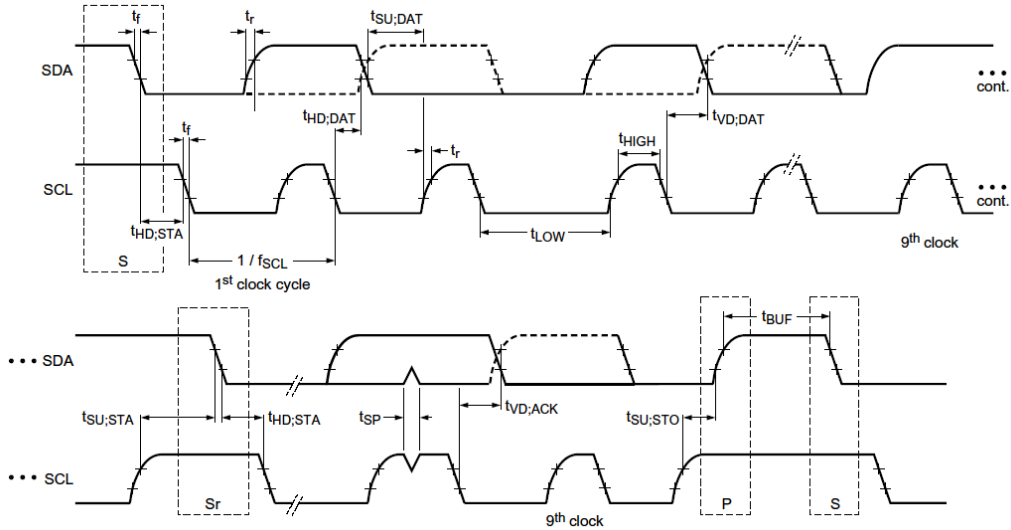 tf
tr
tSU;DAT
SDA
cont.
tHD;DAT
tVD;DAT
tf
tr
tHIGH
SCL
cont.
tHD;STA
tLOW
9th clock
S
1 / fSCL
1st clock cycle
tBUF
SDA
tSU;STA
tHD;STA
tSP
tVD;ACK
tSU;STO
SCL
Sr
P
S
9th clock